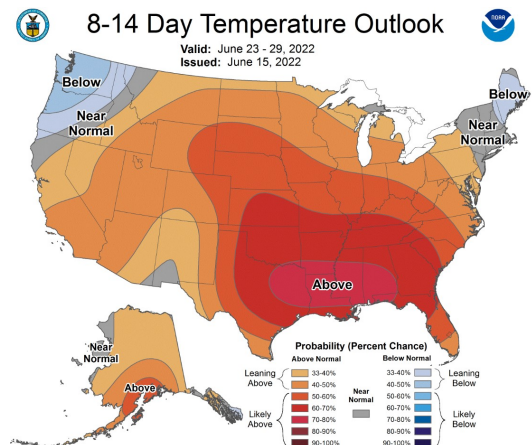 8-14 Day Temperature Outlook
Valid: June 23 - 29, 2022
Issued: June 15, 2022
NOAA
Below
Near
Normal
Below
Near
Normal
Above
Near
Normal
Above
Probability (Percent Chance)
Above Normal
Below Normal
Leaning
Above
33-40%
40-50%
Likely
Above
50-60%
60-70%
70-80%
80-90%
90-100%
Near
Normal
33-40%
40-50%
Leaning
Below
50-60%
60-70%
70-80%
80-90%
90-100%
Likely
Below